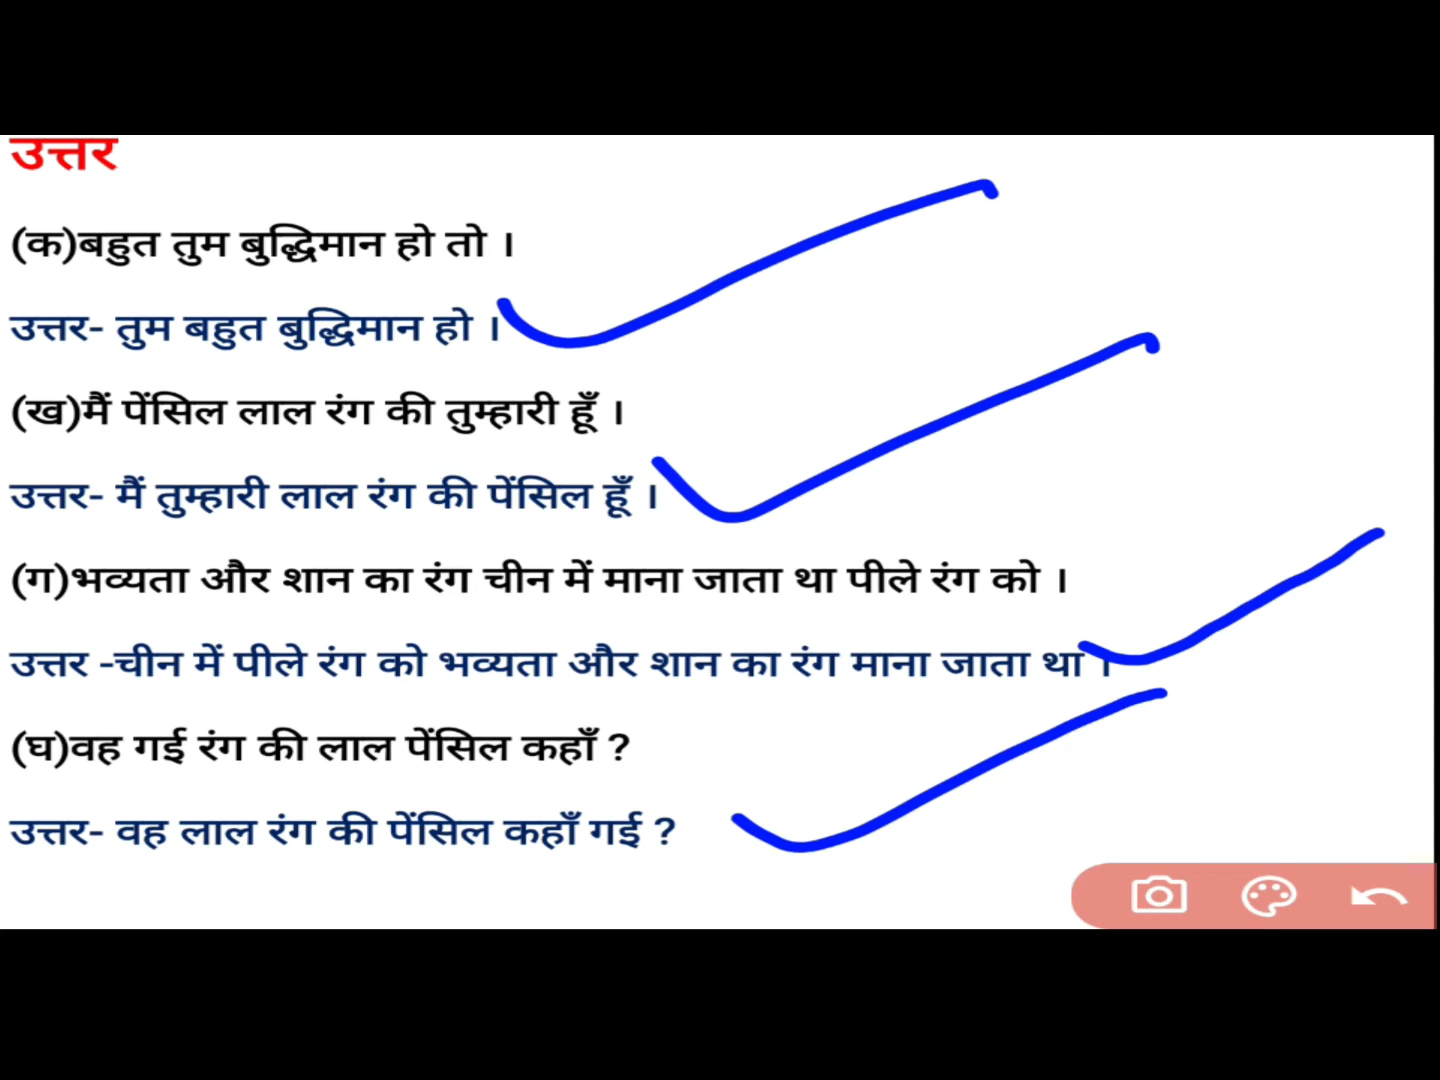 उत्तर
(क)बहुत तुम बुद्धिमान हो तो ।
उत्तर- तुम बहुत बुद्धिमान हो ।
(ख)मैं पेंसिल लाल रंग की तुम्हारी हूँ ।
उत्तर- मैं तुम्हारी लाल रंग की पेंसिल हूँ ।
(ग)भव्यता और शान का रंग चीन में माना जाता था पीले रंग को ।
उत्तर -चीन में पीले रंग को भव्यता और शान का रंग माना जाता था ।
(घ)वह गई रंग की लाल पेंसिल कहाँ ?
उत्तर- वह लाल रंग की पेंसिल कहाँ गई ?